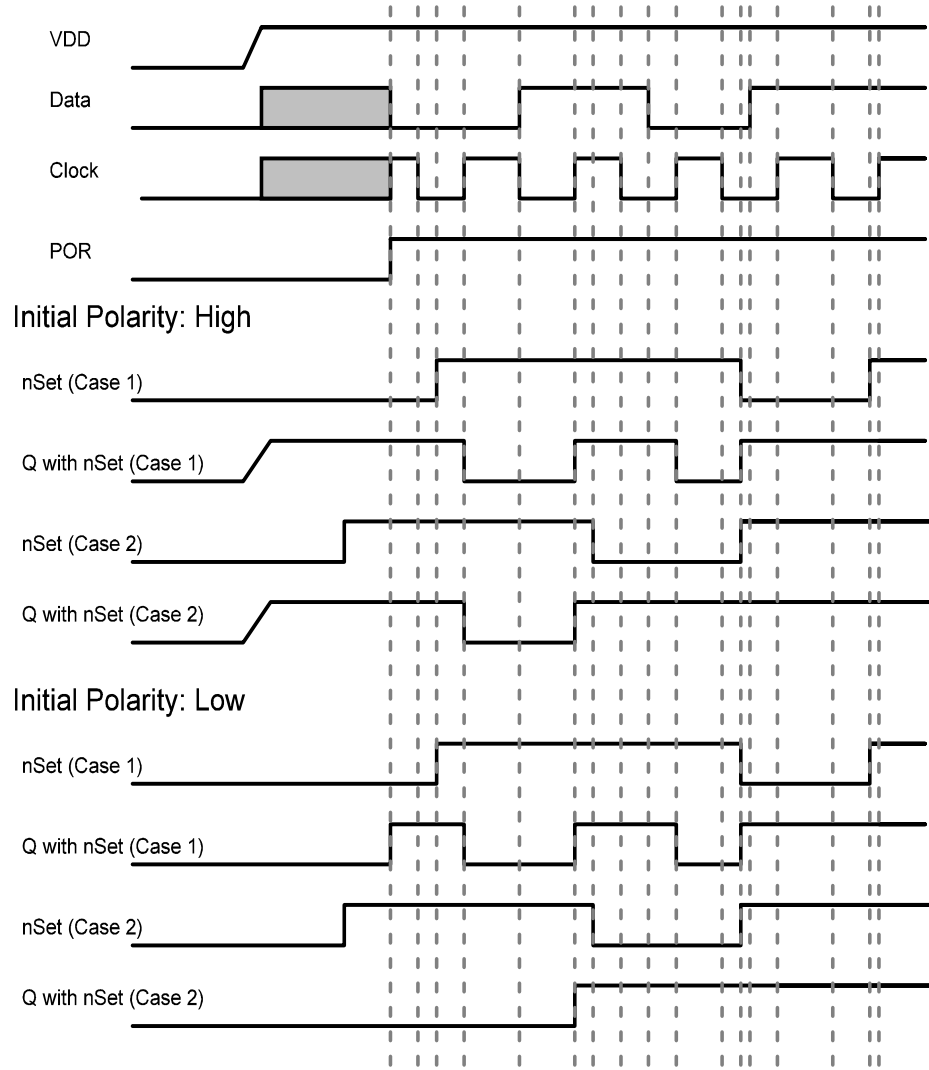 VDD
Data
Clock
POR
Initial Polarity: High
nSet (Case 1)
Q with nSet (Case 1)
nSet (Case 2)
Q with nSet (Case 2)
Initial Polarity: Low
nSet (Case 1)
Q with nSet (Case 1)
nSet (Case 2)
Q with nSet (Case 2)